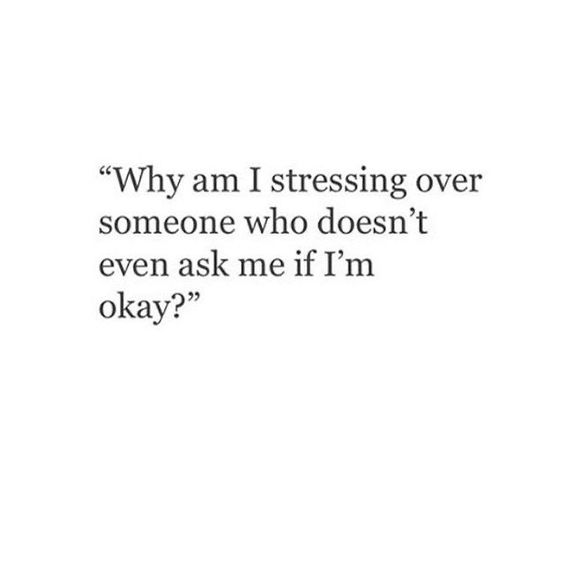 “Why am I stressing over
someone who doesn’t
even ask me if I’m
okay?”